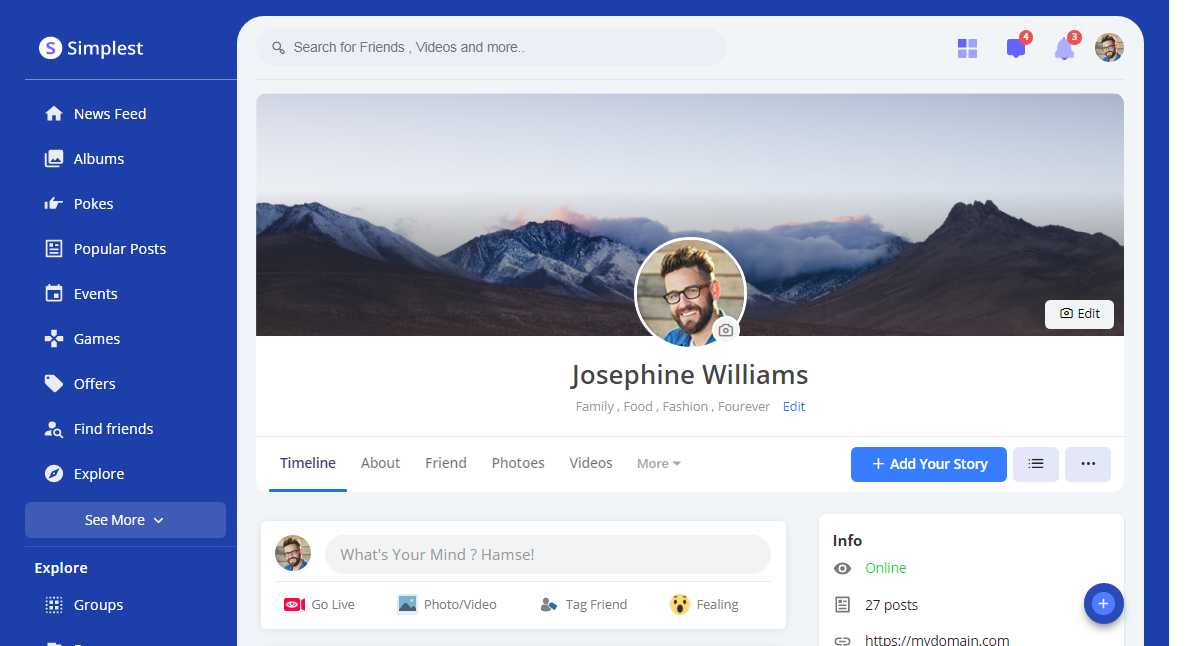 S Simplest
Search for Friends , Videos and more..
4
3
News Feed
Albums
Pokes
Popular Posts
Events
Games
Offers
Find friends
Explore
See More
Explore
Groups
Edit
Josephine Williams
Family , Food , Fashion , Fourever Edit
Timeline About Friend Photoes Videos More
+ Add Your Story
What's Your Mind ? Hamse!
Go Live Photo/Video Tag Friend Fealing
Info
Online
27 posts
https://mydomain.com